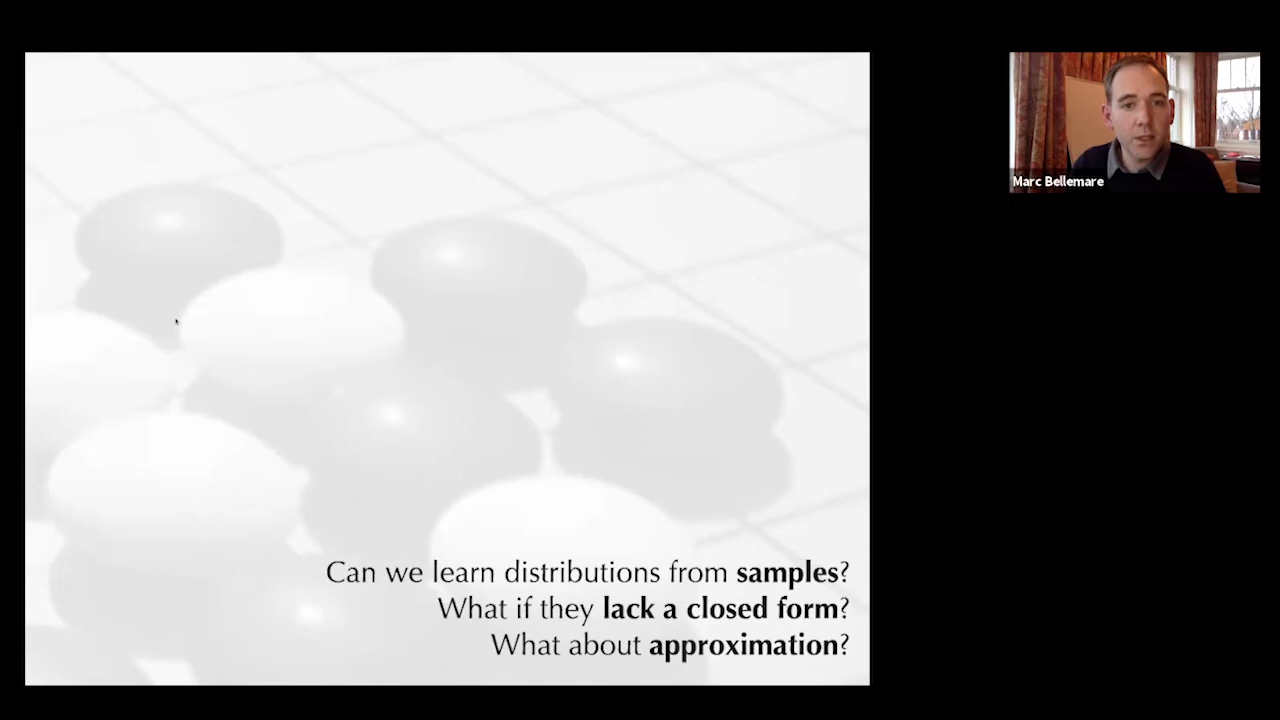 Marc Bellemare
Can we learn distributions from samples?
What if they lack a closed form?
What about approximation?